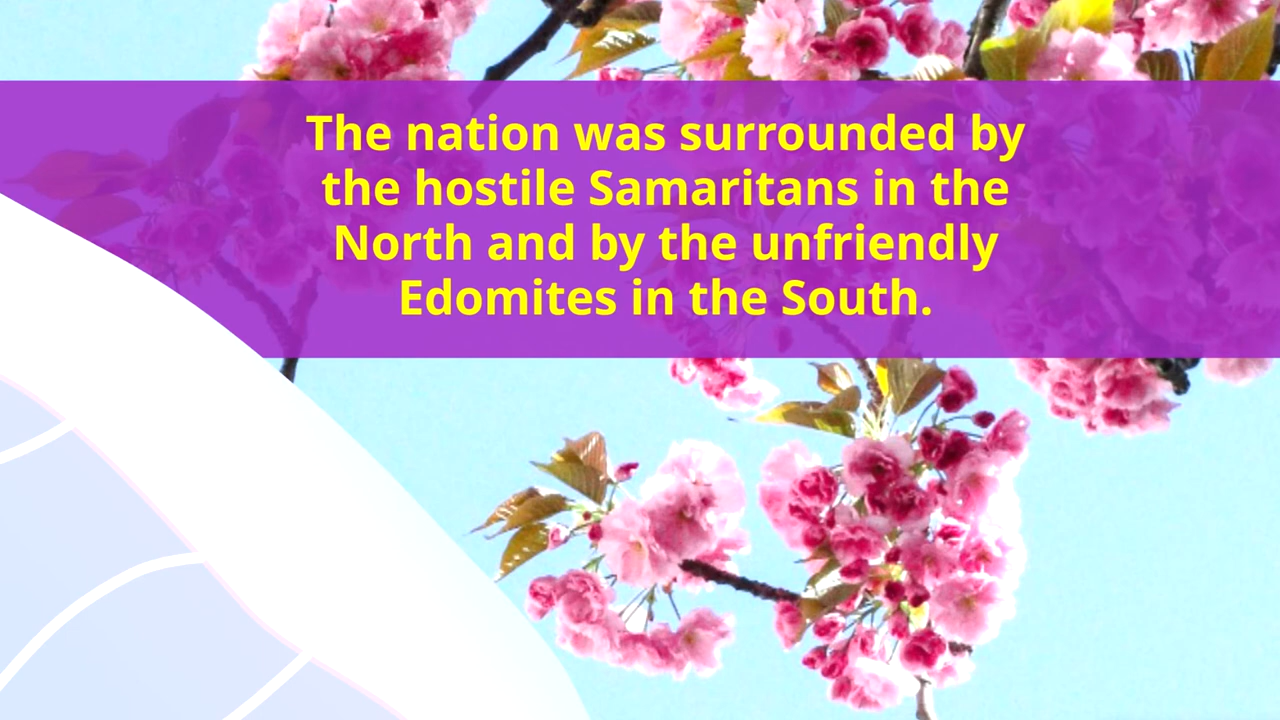 The nation was surrounded by
the hostile Samaritans in the
North and by the unfriendly
Edomites in the South.